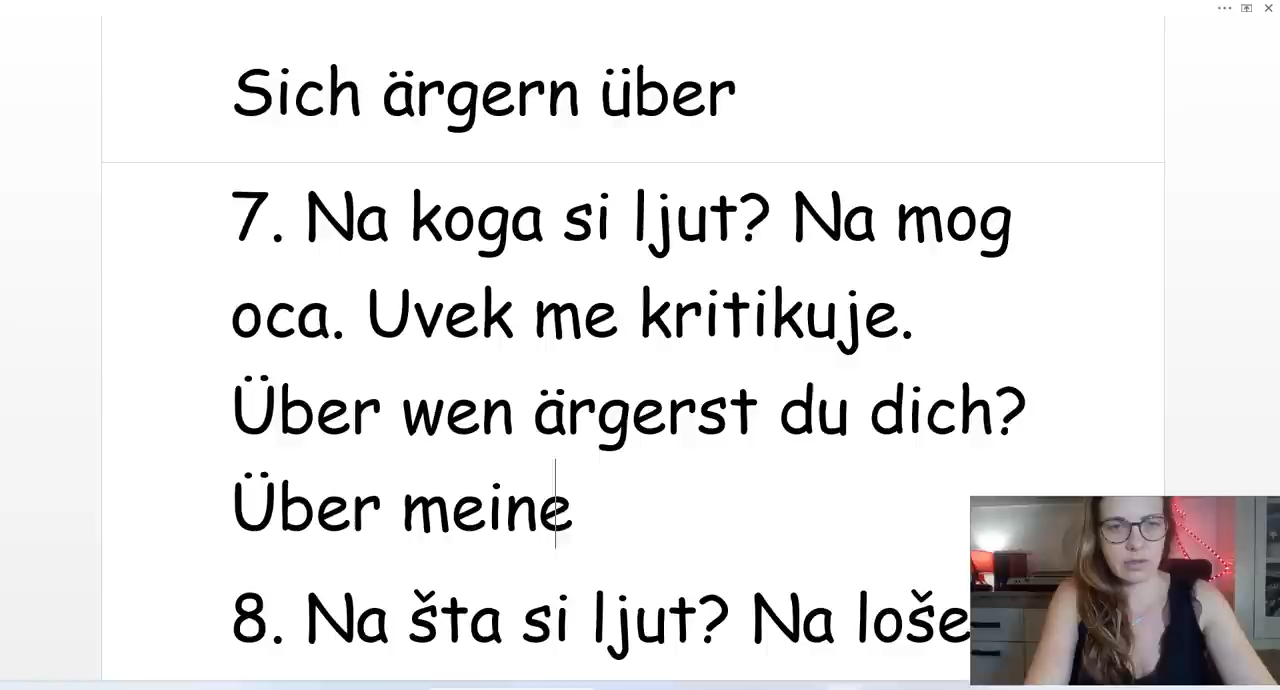 Sich ärgern über
7. Na koga si ljut? Na mog
oca. Uvek me kritikuje.
Über wen ärgerst du dich?
Über meine
8. Na šta si ljut? Na loše